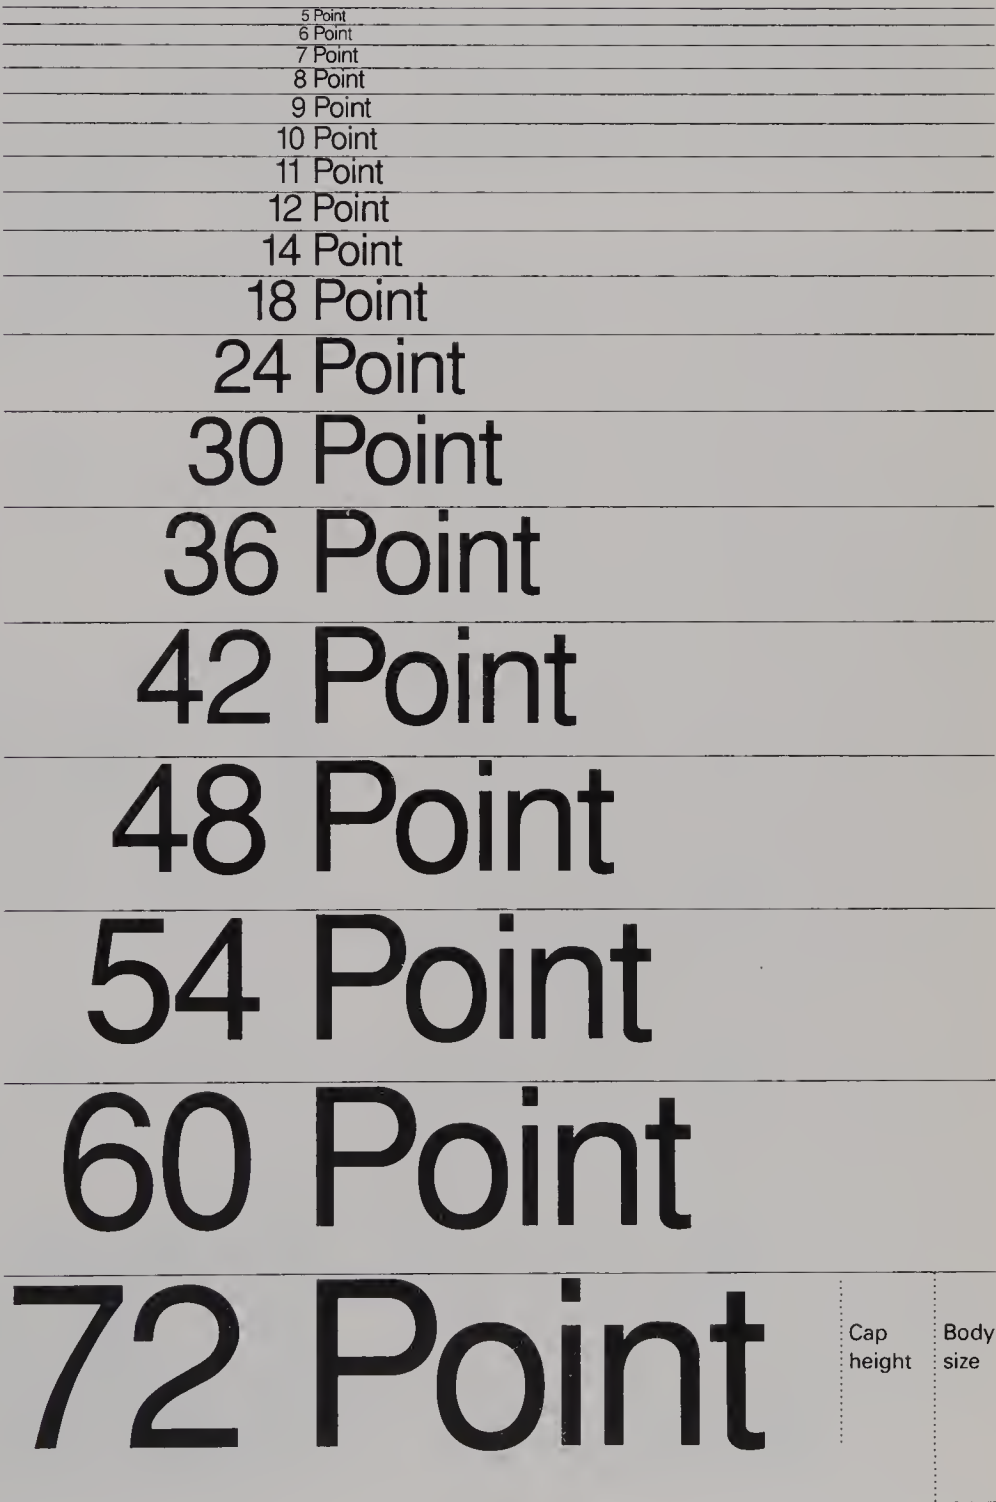 5 Point
6 Point
7 Point
8 Point
9 Point
10 Point
11 Point
12 Point
14 Point
18 Point
24 Point
30 Point
36 Point
42 Point
48 Point
54 Point
60 Point
72 Point
Cap
height
Body
size